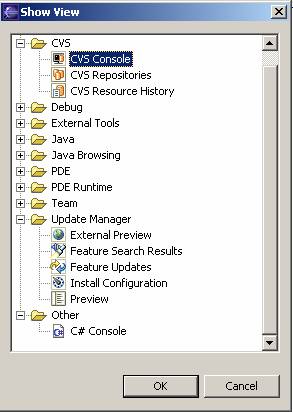 Show View
CVS
CVS Console
CVS Repositories
CVS Resource History
Debug
External Tools
Java
Java Browsing
PDE
PDE Runtime
Team
Update Manager
External Preview
Feature Search Results
Feature Updates
Install Configuration
Preview
Other
C# Console
OK
Cancel